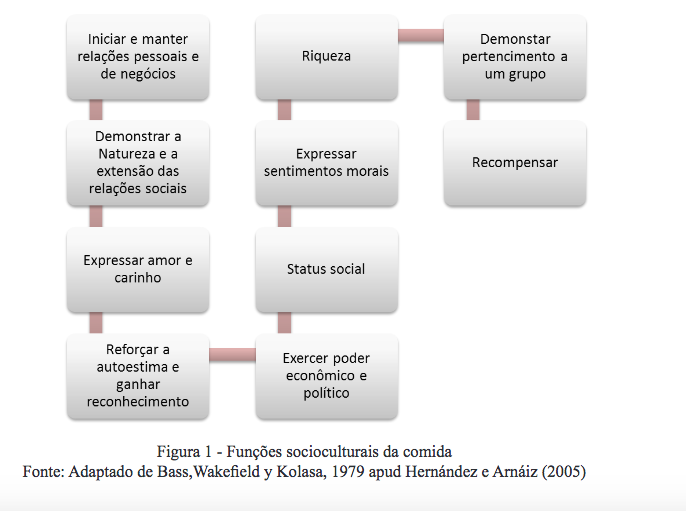 Iniciar e manter
relações pessoais e
de negócios
Demonstrar a
Natureza e a
extensão das
relações sociais
Expressar amor e
carinho
Reforçar a
autoestima e
ganhar
reconhecimento
Exercer poder
econômico e
político
Status social
Expressar
sentimentos morais
Riqueza
Demonstar
pertencimento a
um grupo
Recompensar
Figura 1 - Funções socioculturais da comida
Fonte: Adaptado de Bass,Wakefield y Kolasa, 1979 apud Hernández e Arnáiz (2005)